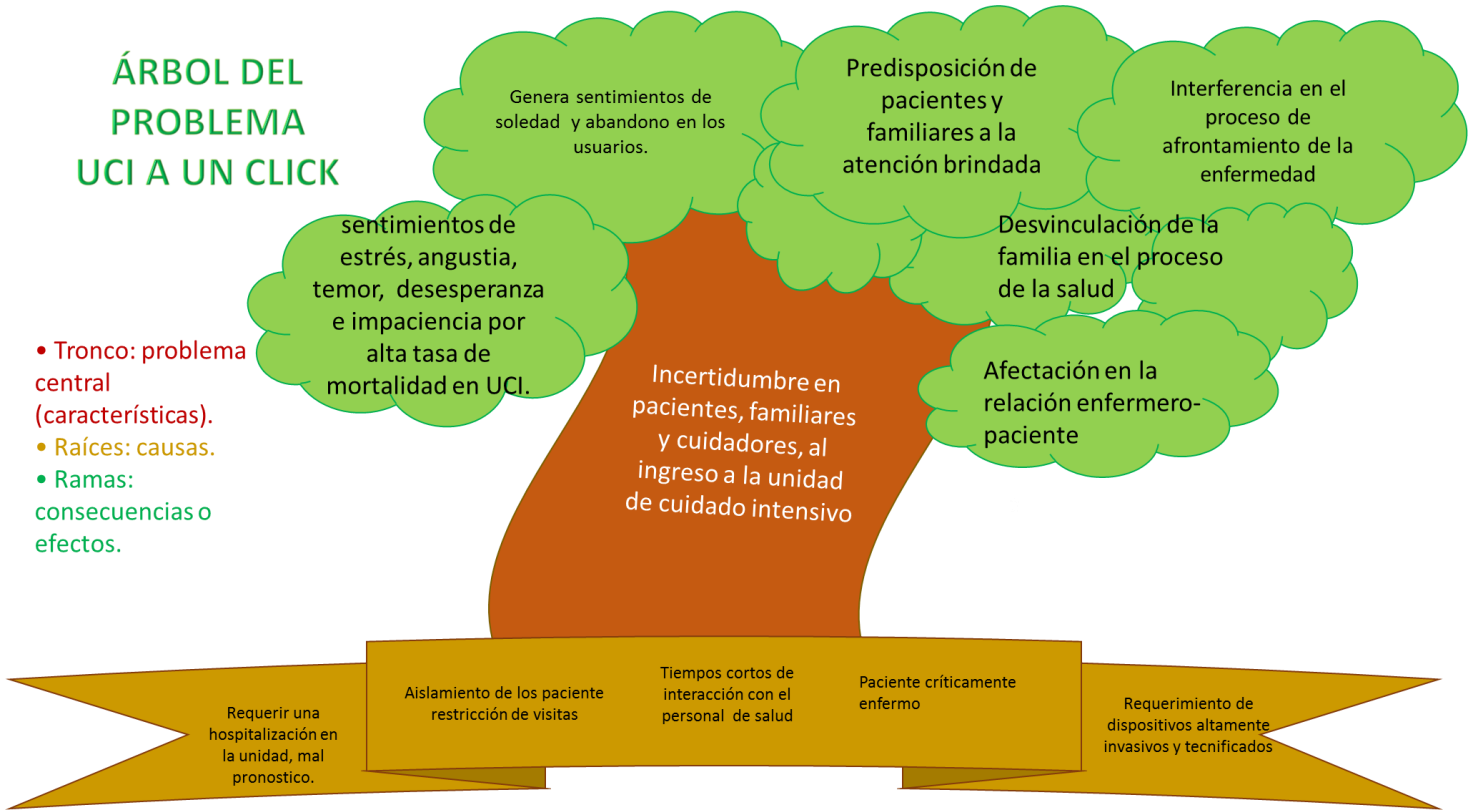 ÁRBOL DEL
PROBLEMA
UCI A UN CLICK
Genera sentimientos de
soledad y abandono en los
usuarios.
Predisposición de
pacientes y
familiares a la
atención brindada
Interferencia en el
proceso de
afrontamiento de la
enfermedad
sentimientos de
estrés, angustia,
temor, desesperanza
e impaciencia por
alta tasa de
mortalidad en UCI.
Desvinculación de la
familia en el proceso
de la salud
Afectación en la
relación enfermero-
paciente
• Tronco: problema
central
(características).
• Raíces: causas.
• Ramas:
consecuencias o
efectos.
Incertidumbre en
pacientes, familiares
y cuidadores, al
ingreso a la unidad
de cuidado intensivo
Requerir una
hospitalización en
la unidad, mal
pronostico.
Aislamiento de los paciente
restricción de visitas
Tiempos cortos de
interacción con el
personal de salud
Paciente críticamente
enfermo
Requerimiento de
dispositivos altamente
invasivos y tecnificados